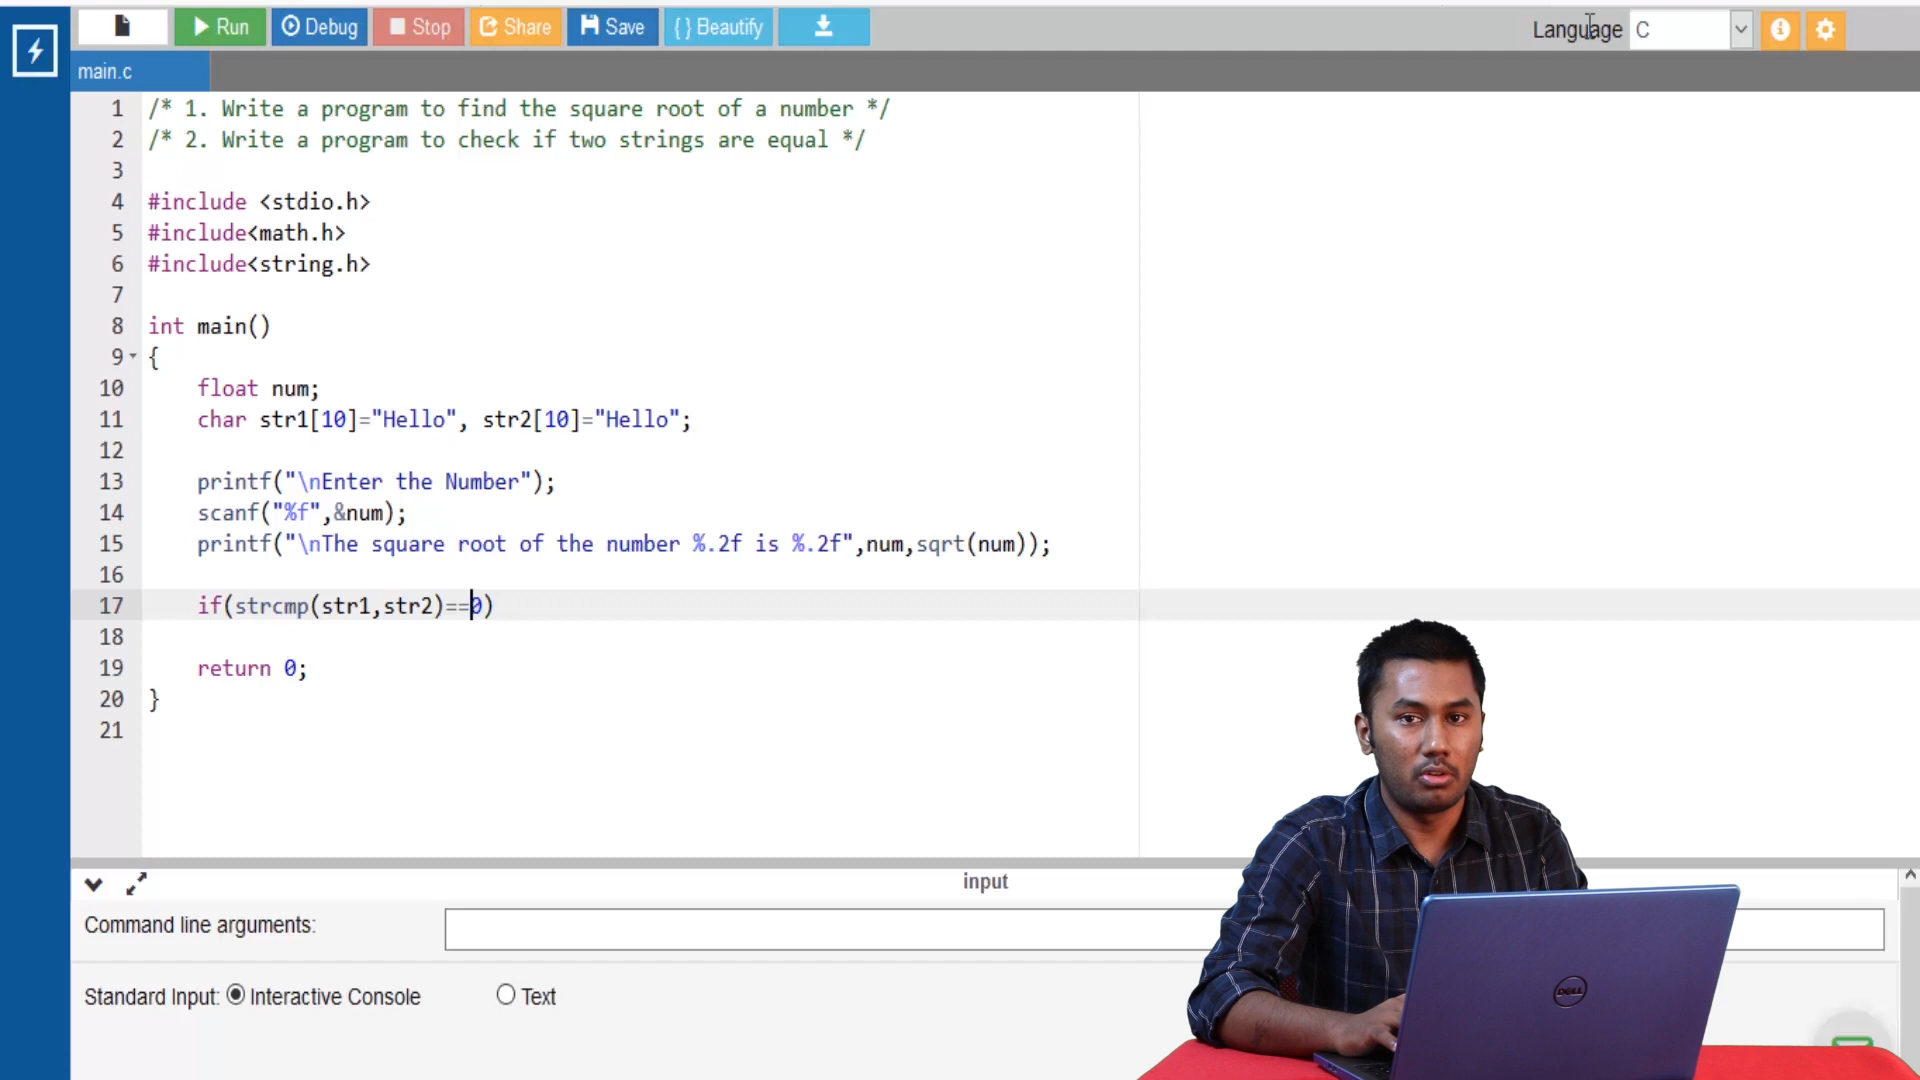 Run Debug Stop Share Save { } Beautify Language C
main.c
1 /* 1. Write a program to find the square root of a number */
2 /* 2. Write a program to check if two strings are equal */
3
4 #include <stdio.h>
5 #include<math.h>
6 #include<string.h>
7
8 int main()
9 {
10 float num;
11 char str1[10]="Hello", str2[10]="Hello";
12
13 printf("\nEnter the Number");
14 scanf("%f",&num);
15 printf("\nThe square root of the number %.2f is %.2f",num,sqrt(num));
16
17 if(strcmp(str1,str2)==0)
18
19 return 0;
20 }
21
input
Command line arguments:
Standard Input: Interactive Console Text
DELL